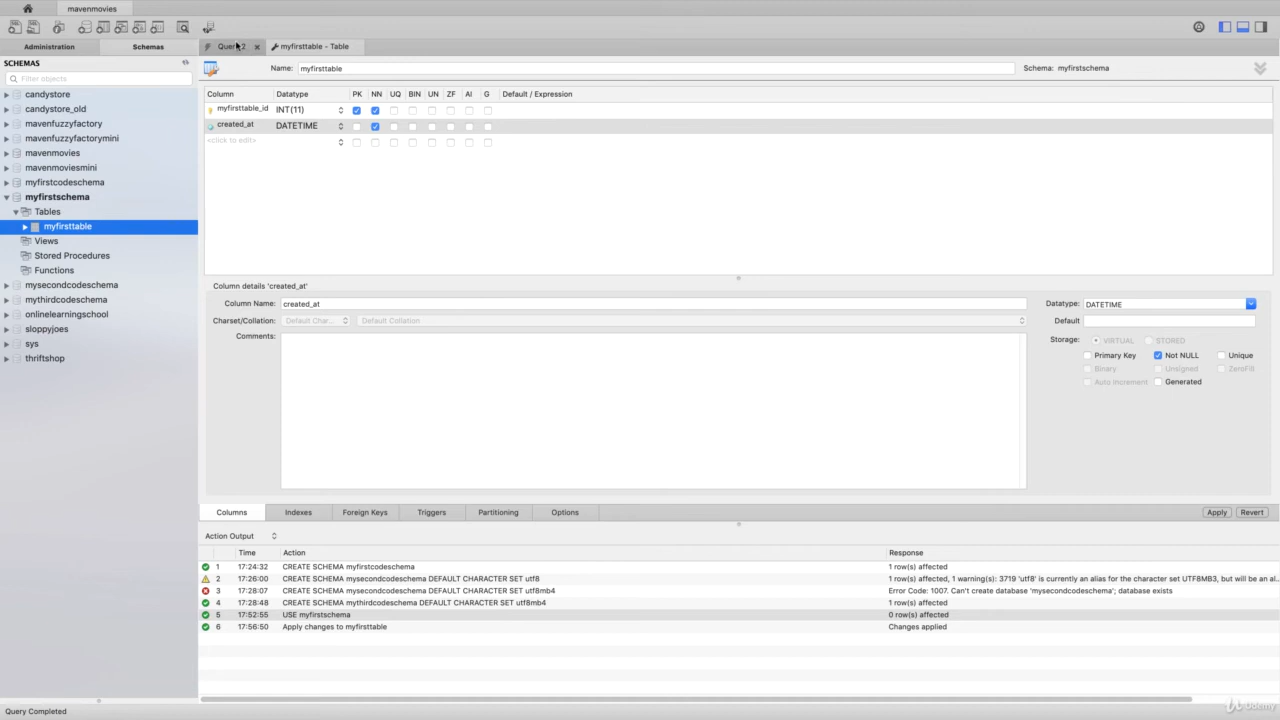 mavenmovies
Administration
Schemas
Query 2
myfirsttable - Table
SCHEMAS
Filter objects
candystore
candystore_old
mavenfuzzyfactory
mavenfuzzyfactorymini
mavenmovies
mavenmoviesmini
myfirstcodeschema
myfirstschema
Tables
myfirsttable
Views
Stored Procedures
Functions
mysecondcodeschema
mythirdcodeschema
onlinelearningschool
sloppyjoes
sys
thriftshop
Name: myfirsttable Schema: myfirstschema
Column Datatype PK NN UQ BIN UN ZF AI G Default / Expression
myfirsttable_id INT(11)
created_at DATETIME
<click to edit>
Column details 'created_at'
Column Name: created_at Datatype: DATETIME
Charset/Collation: Default Char... Default Collation Default
Comments: Storage: VIRTUAL STORED
Primary Key Not NULL Unique
Binary Unsigned ZeroFill
Auto Increment Generated
Columns Indexes Foreign Keys Triggers Partitioning Options Apply Revert
Action Output
Time Action Response
1 17:24:32 CREATE SCHEMA myfirstcodeschema 1 row(s) affected
2 17:26:00 CREATE SCHEMA mysecondcodeschema DEFAULT CHARACTER SET utf8 1 row(s) affected, 1 warning(s): 3719 'utf8' is currently an alias for the character set UTF8MB3, but will be an al...
3 17:28:07 CREATE SCHEMA mysecondcodeschema DEFAULT CHARACTER SET utf8mb4 Error Code: 1007. Can't create database 'mysecondcodeschema'; database exists
4 17:28:48 CREATE SCHEMA mythirdcodeschema DEFAULT CHARACTER SET utf8mb4 1 row(s) affected
5 17:52:55 USE myfirstschema 0 row(s) affected
6 17:56:50 Apply changes to myfirsttable Changes applied
Query Completed
Udemy